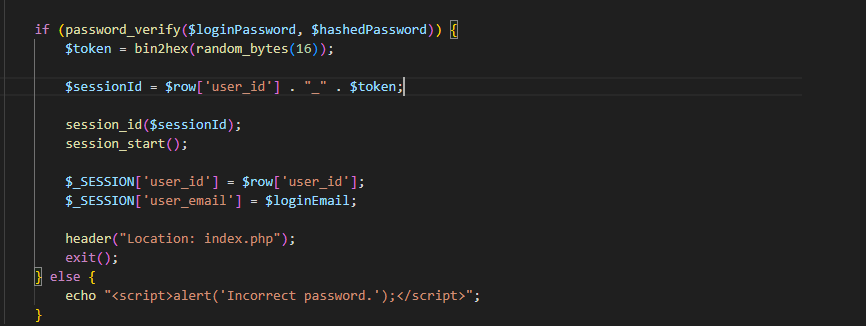 if (password_verify($loginPassword, $hashedPassword)) {
$token = bin2hex(random_bytes(16));
$sessionId = $row['user_id'] . "_" . $token;
session_id($sessionId);
session_start();
$_SESSION['user_id'] = $row['user_id'];
$_SESSION['user_email'] = $loginEmail;
header("Location: index.php");
exit();
} else {
echo "<script>alert('Incorrect password.');</script>";
}